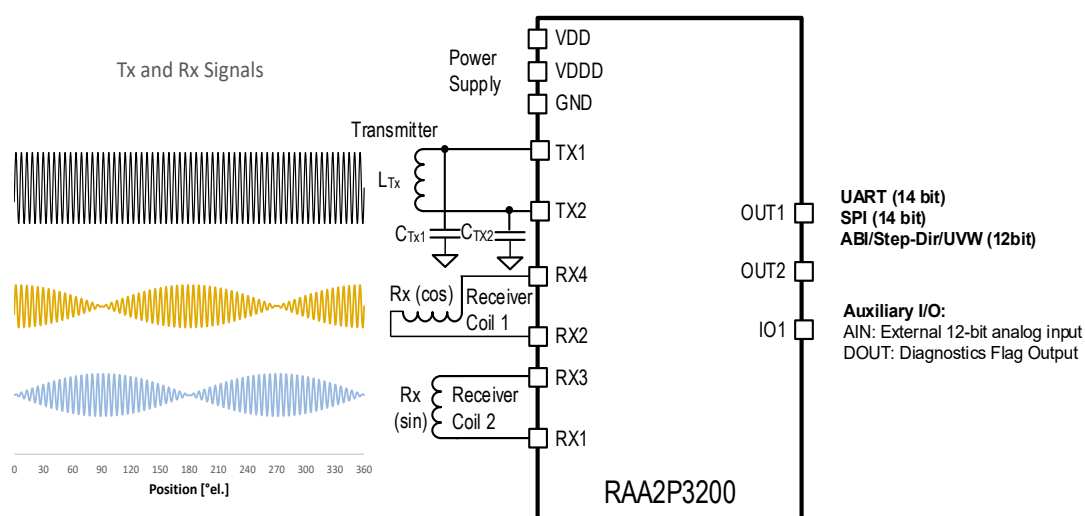 Tx and Rx Signals
0 30 60 90 120 150 180 210 240 270 300 330 360
Position [°el.]
Power
Supply
VDD
VDDD
GND
Transmitter
TX1
LTx
TX2
CTx1
CTX2
RX4
Rx (cos)
Receiver
Coil 1
RX2
RX3
Rx
(sin)
Receiver
Coil 2
RX1
RAA2P3200
OUT1
OUT2
IO1
UART (14 bit)
SPI (14 bit)
ABI/Step-Dir/UVW (12bit)
Auxiliary I/O:
AIN: External 12-bit analog input
DOUT: Diagnostics Flag Output